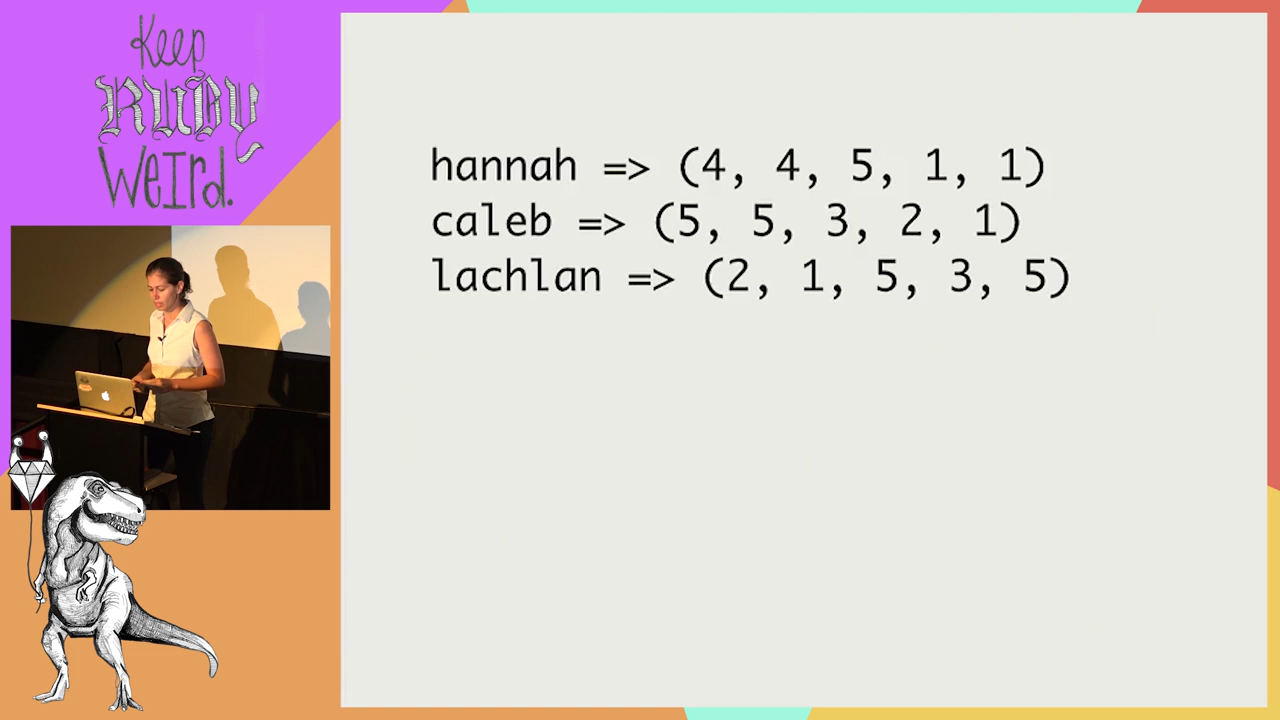 Keep
RUBY
WeIrd.
hannah => (4, 4, 5, 1, 1)
caleb => (5, 5, 3, 2, 1)
lachlan => (2, 1, 5, 3, 5)